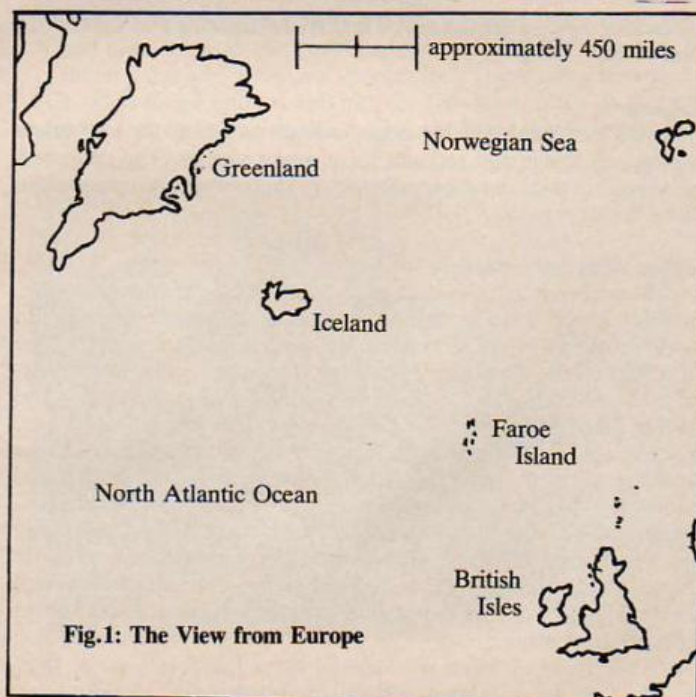 approximately 450 miles
Norwegian Sea
Greenland
Iceland
Faroe
Island
North Atlantic Ocean
British
Isles
Fig.1: The View from Europe